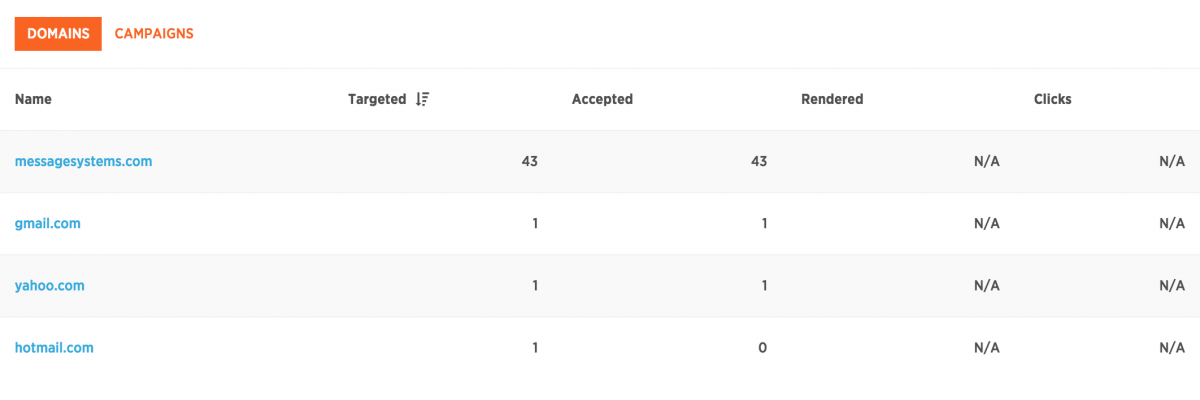 DOMAINS CAMPAIGNS
Name Targeted Accepted Rendered Clicks
messagesystems.com 43 43 N/A N/A
gmail.com 1 1 N/A N/A
yahoo.com 1 1 N/A N/A
hotmail.com 1 0 N/A N/A